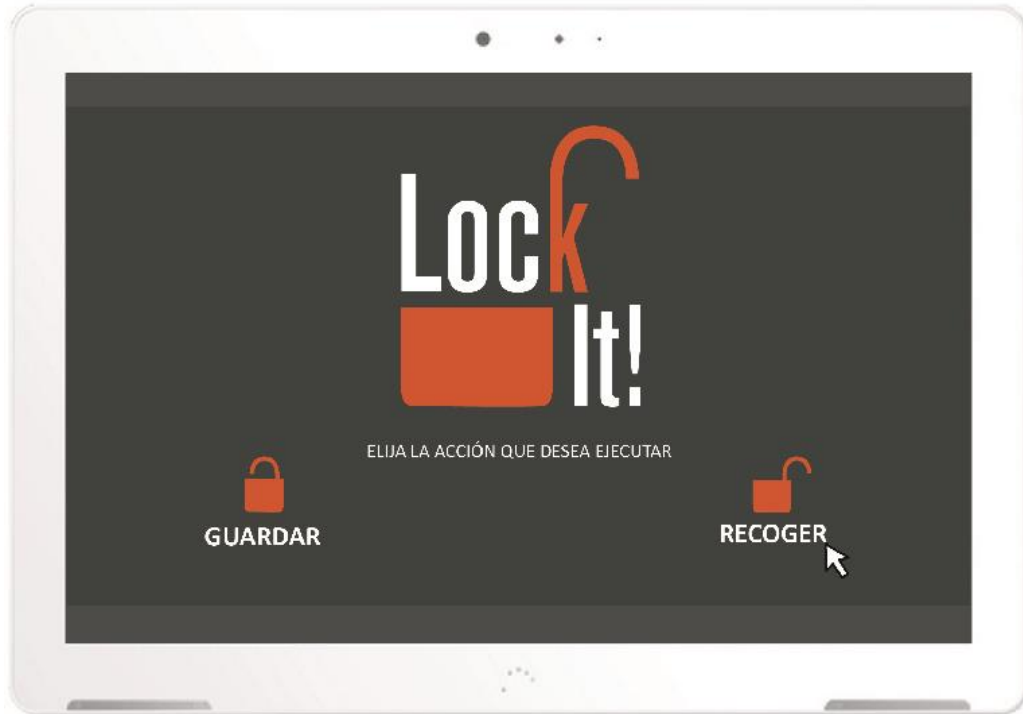 Lock
It!
ELIJA LA ACCIÓN QUE DESEA EJECUTAR
GUARDAR
RECOGER